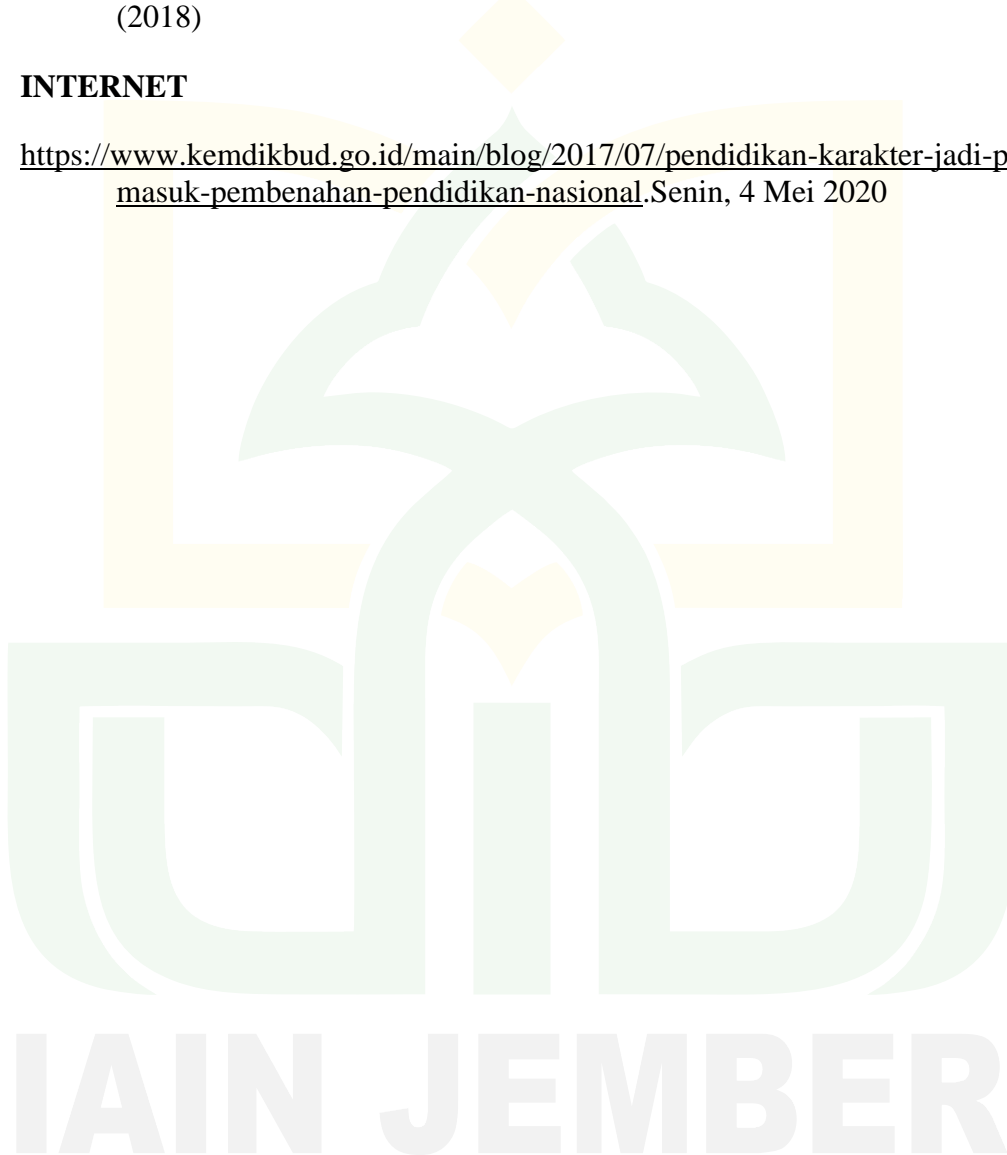 (2018)
INTERNET
https://www.kemdikbud.go.id/main/blog/2017/07/pendidikan-karakter-jadi-p
masuk-pembenahan-pendidikan-nasional.Senin, 4 Mei 2020
IAIN JEMBER